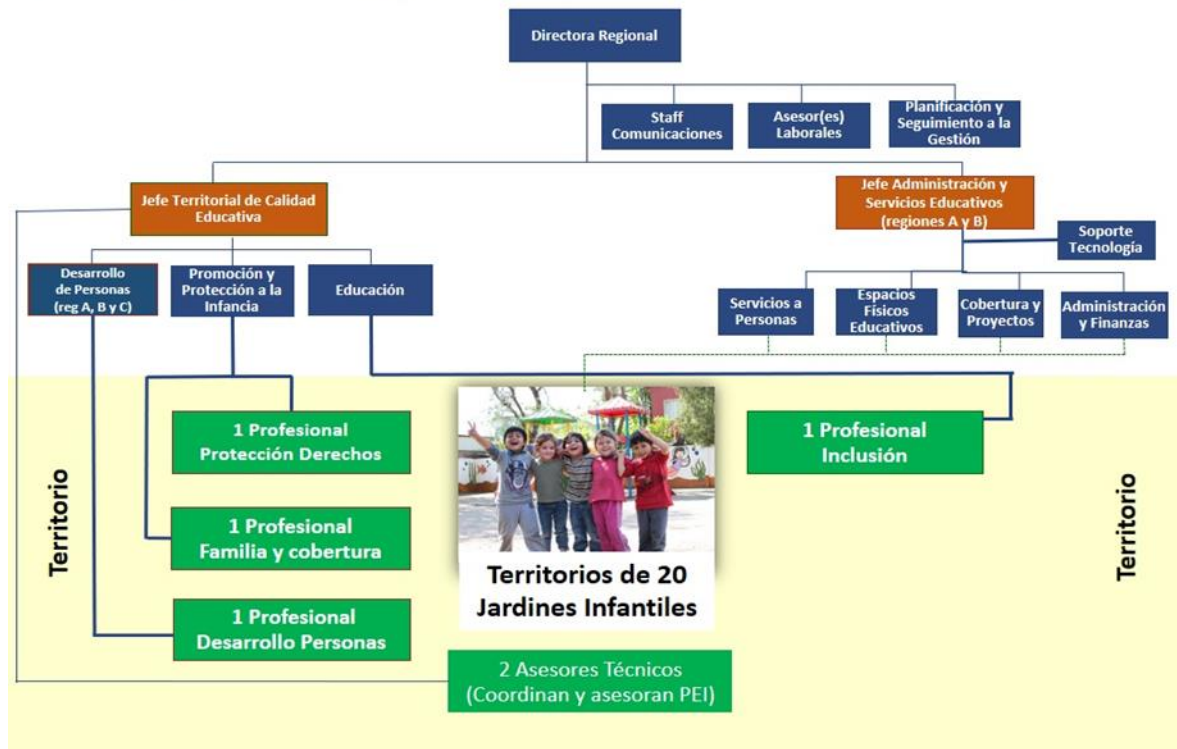 Directora Regional
Staff
Comunicaciones
Asesor(es)
Laborales
Planificación y
Seguimiento a la
Gestión
Jefe Territorial de Calidad
Educativa
Jefe Administración y
Servicios Educativos
(regiones A y B)
Soporte
Tecnología
Desarrollo
de Personas
(reg A, B y C)
Promoción y
Protección a la
Infancia
Educación
Servicios a
Personas
Espacios
Físicos
Educativos
Cobertura y
Proyectos
Administración
y Finanzas
Territorio
1 Profesional
Protección Derechos
1 Profesional
Familia y cobertura
1 Profesional
Desarrollo Personas
Territorios de 20
Jardines Infantiles
1 Profesional
Inclusión
Territorio
2 Asesores Técnicos
(Coordinan y asesoran PEI)